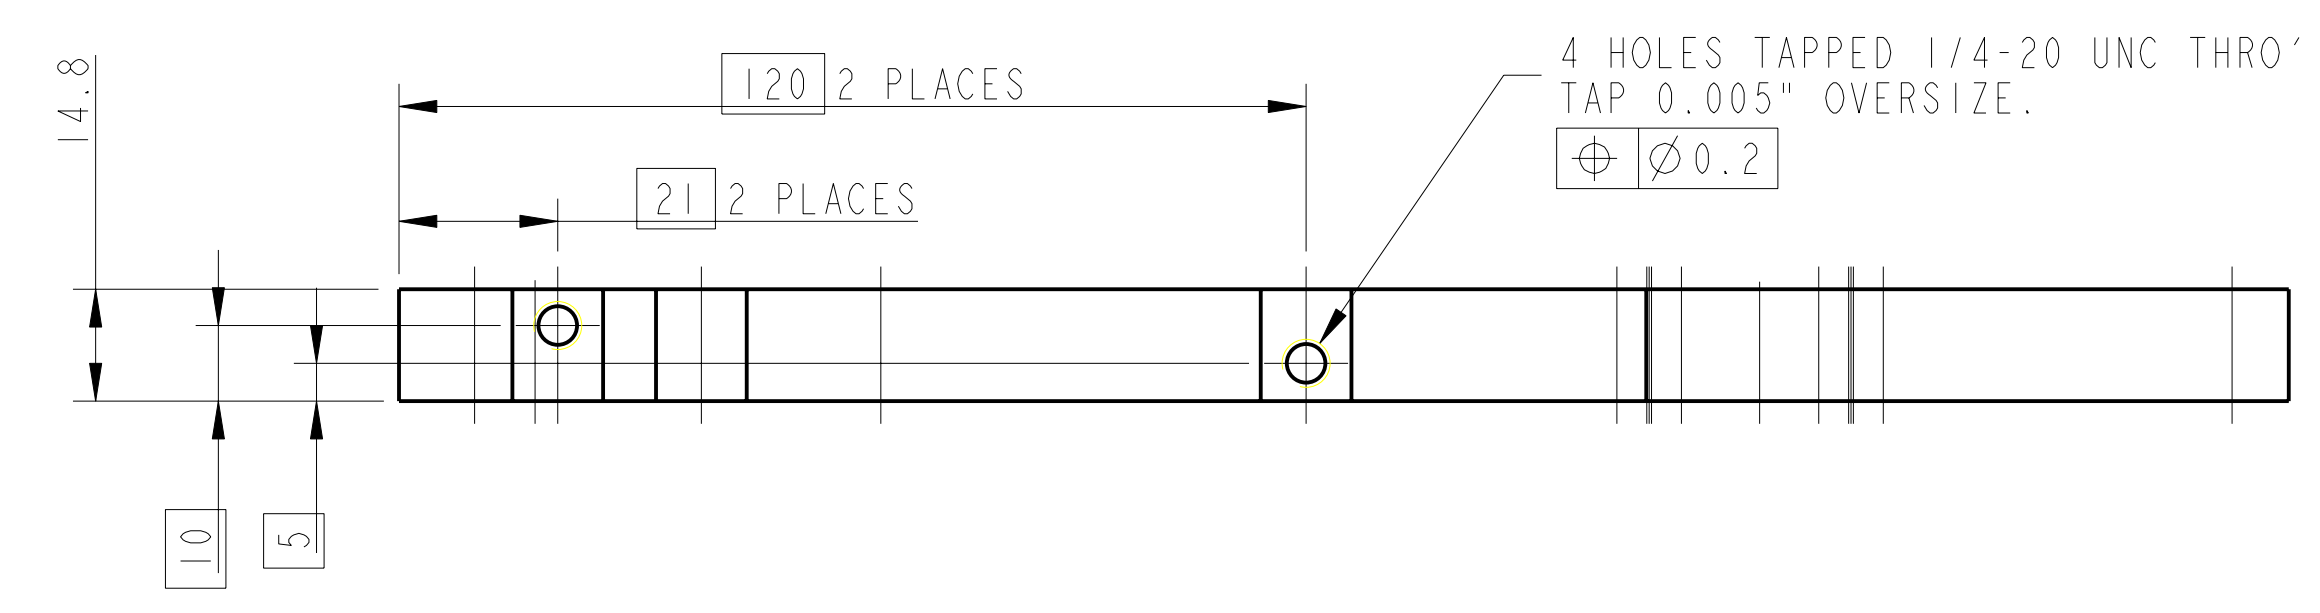 4 HOLES TAPPED 1/4-20 UNC THRO'
TAP 0.005" OVERSIZE.
⌖ ⌀0.2
120 2 PLACES
21 2 PLACES
14.8
10
5